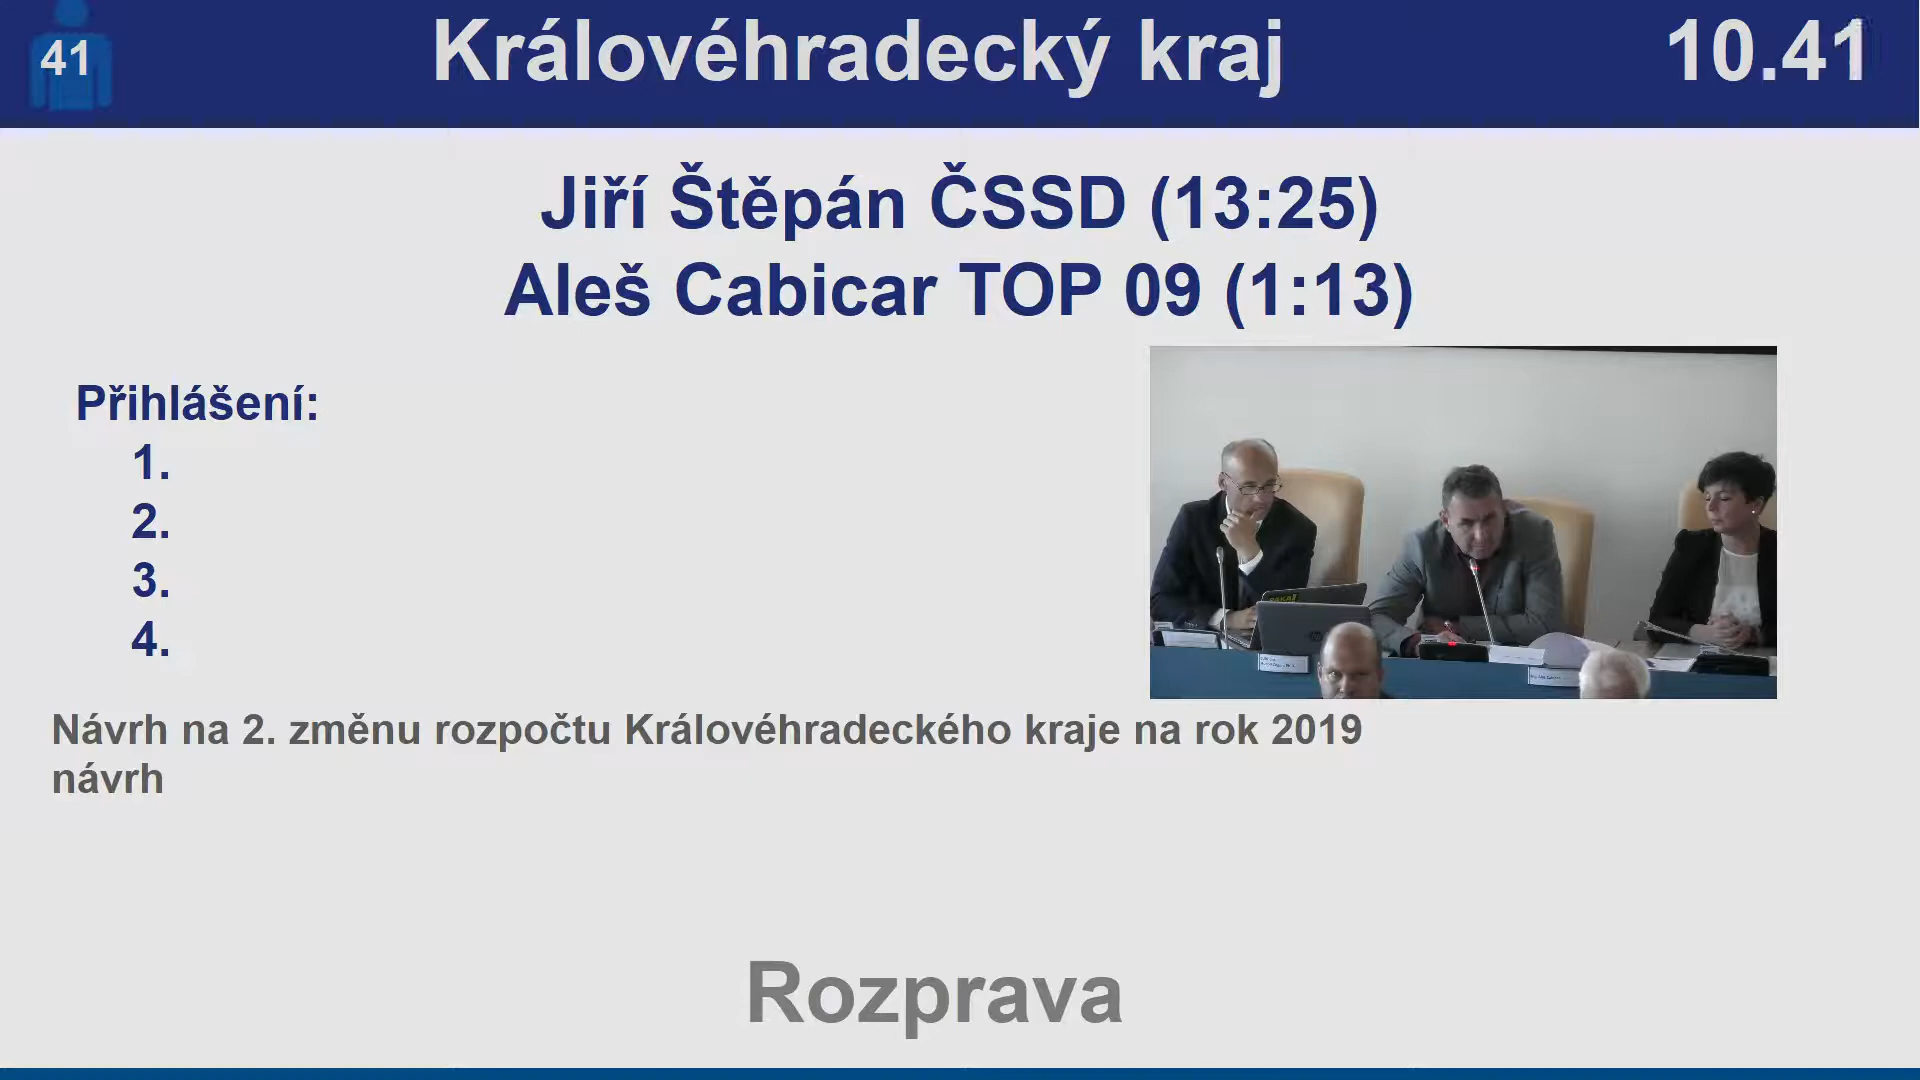 41
Královéhradecký kraj
10.41
Jiří Štěpán ČSSD (13:25)
Aleš Cabicar TOP 09 (1:13)
Přihlášení:
1.
2.
3.
4.
Návrh na 2. změnu rozpočtu Královéhradeckého kraje na rok 2019
návrh
Rozprava